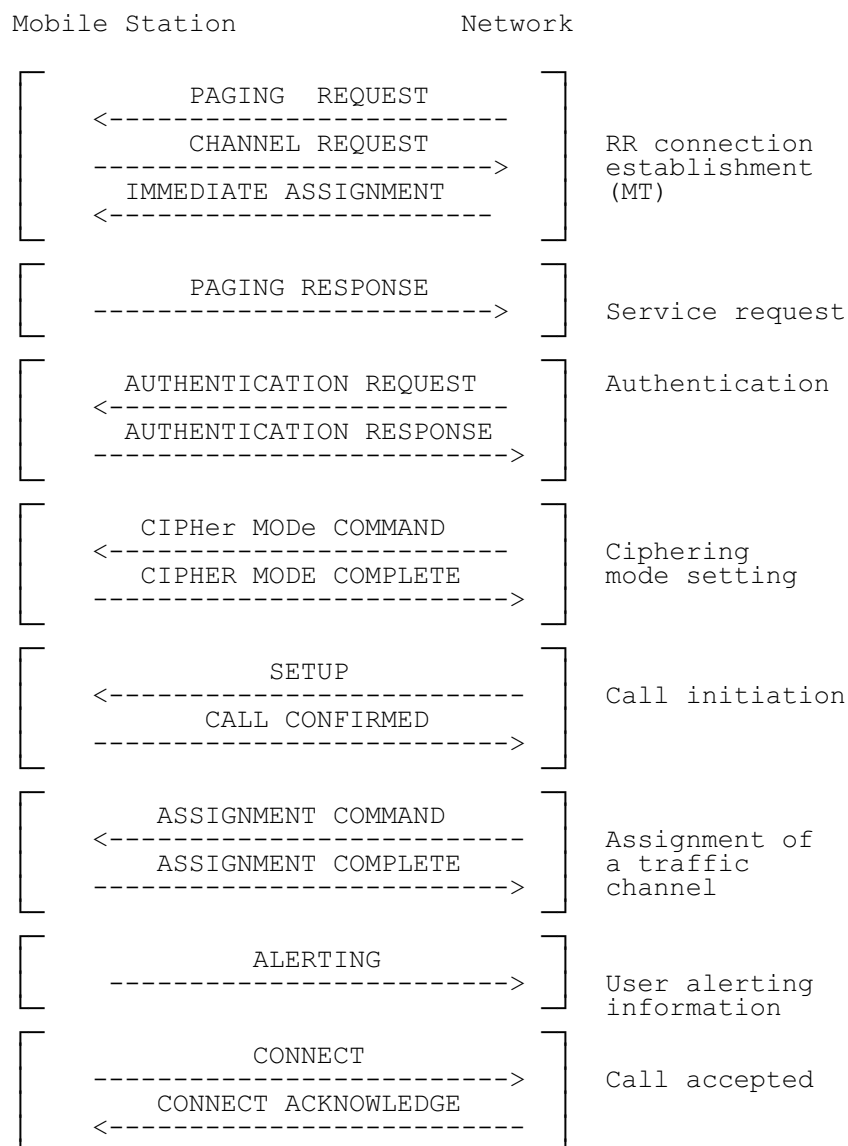 Mobile Station Network
PAGING REQUEST
<-------------------------
CHANNEL REQUEST
------------------------->
RR connection
establishment
IMMEDIATE ASSIGNMENT
(MT)
<------------------------
PAGING RESPONSE
------------------------->
Service request
AUTHENTICATION REQUEST
Authentication
<-------------------------
AUTHENTICATION RESPONSE
-------------------------->
CIPHer MODe COMMAND
<-------------------------
Ciphering
CIPHER MODE COMPLETE
mode setting
-------------------------->
SETUP
<--------------------------
Call initiation
CALL CONFIRMED
-------------------------->
ASSIGNMENT COMMAND
<--------------------------
Assignment of
ASSIGNMENT COMPLETE
a traffic
-------------------------->
channel
ALERTING
------------------------->
User alerting
information
CONNECT
-------------------------->
Call accepted
CONNECT ACKNOWLEDGE
<--------------------------